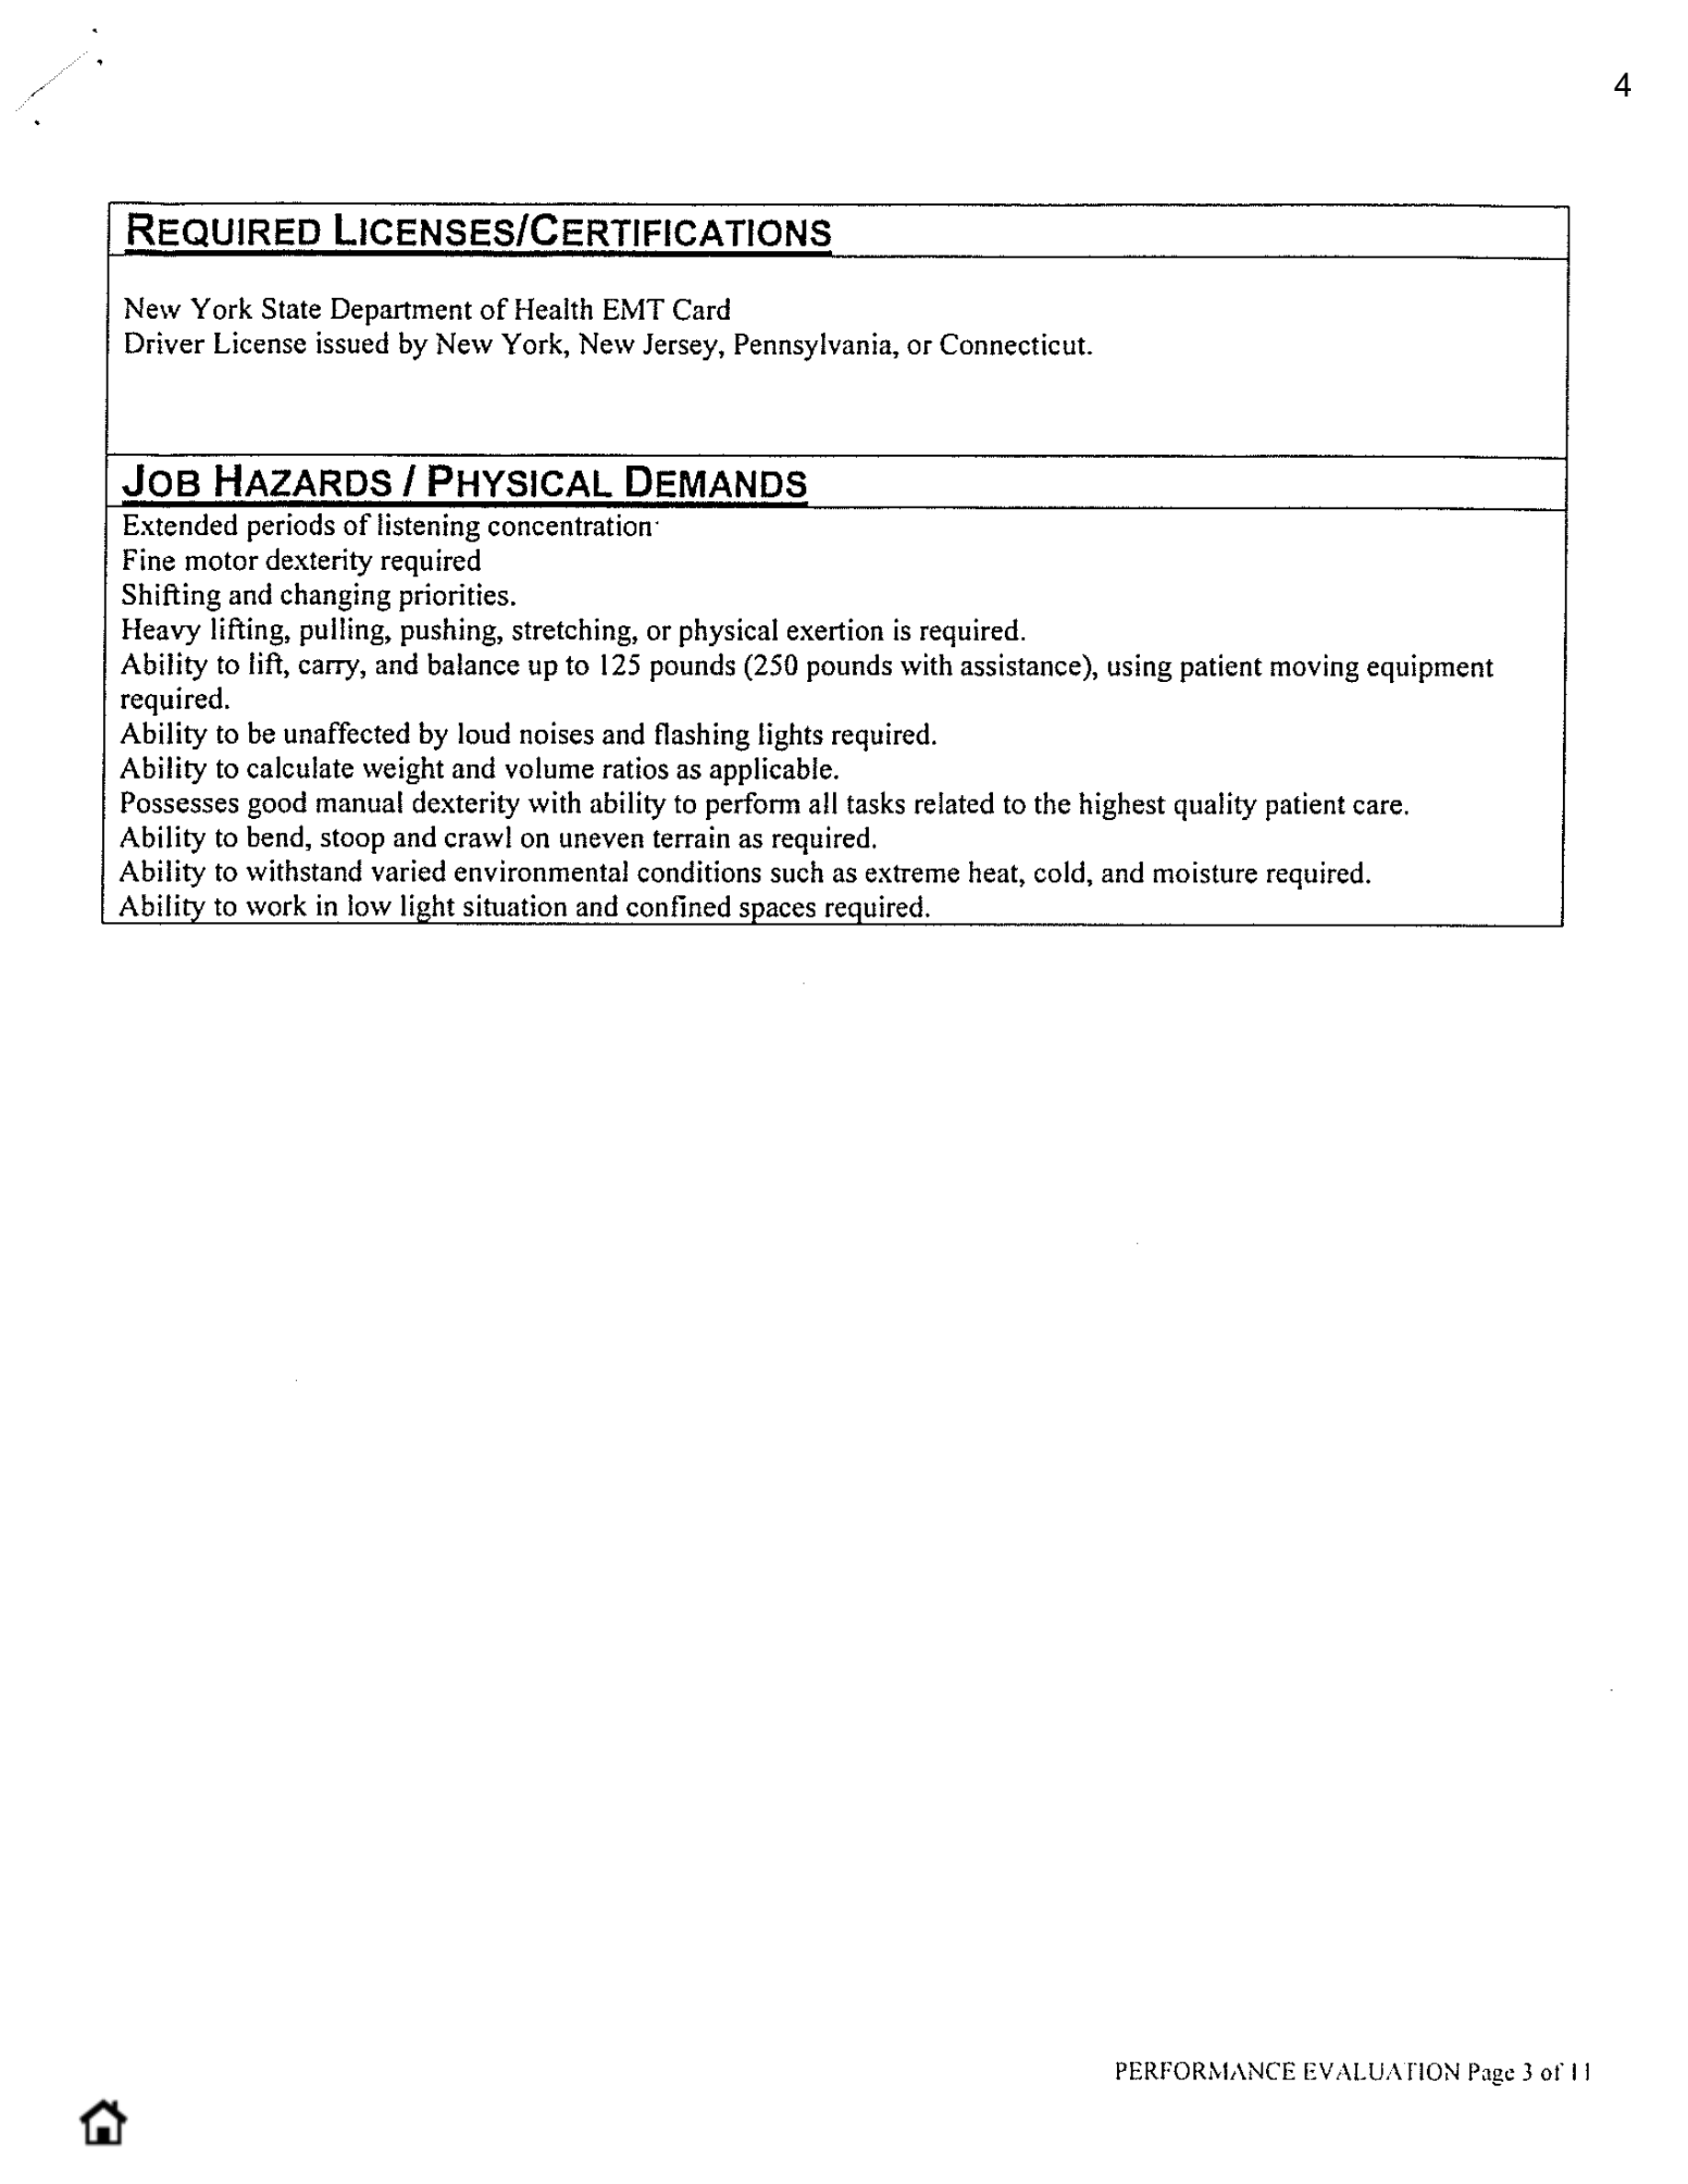 4
REQUIRED LICENSES/CERTIFICATIONS
New York State Department of Health EMT Card
Driver License issued by New York, New Jersey, Pennsylvania, or Connecticut.
JOB HAZARDS / PHYSICAL DEMANDS
Extended periods of listening concentration
Fine motor dexterity required
Shifting and changing priorities.
Heavy lifting, pulling, pushing, stretching, or physical exertion is required.
Ability to lift, carry, and balance up to 125 pounds (250 pounds with assistance), using patient moving equipment
required.
Ability to be unaffected by loud noises and flashing lights required.
Ability to calculate weight and volume ratios as applicable.
Possesses good manual dexterity with ability to perform all tasks related to the highest quality patient care.
Ability to bend, stoop and crawl on uneven terrain as required.
Ability to withstand varied environmental conditions such as extreme heat, cold, and moisture required.
Ability to work in low light situation and confined spaces required.
PERFORMANCE EVALUATION Page 3 of 11